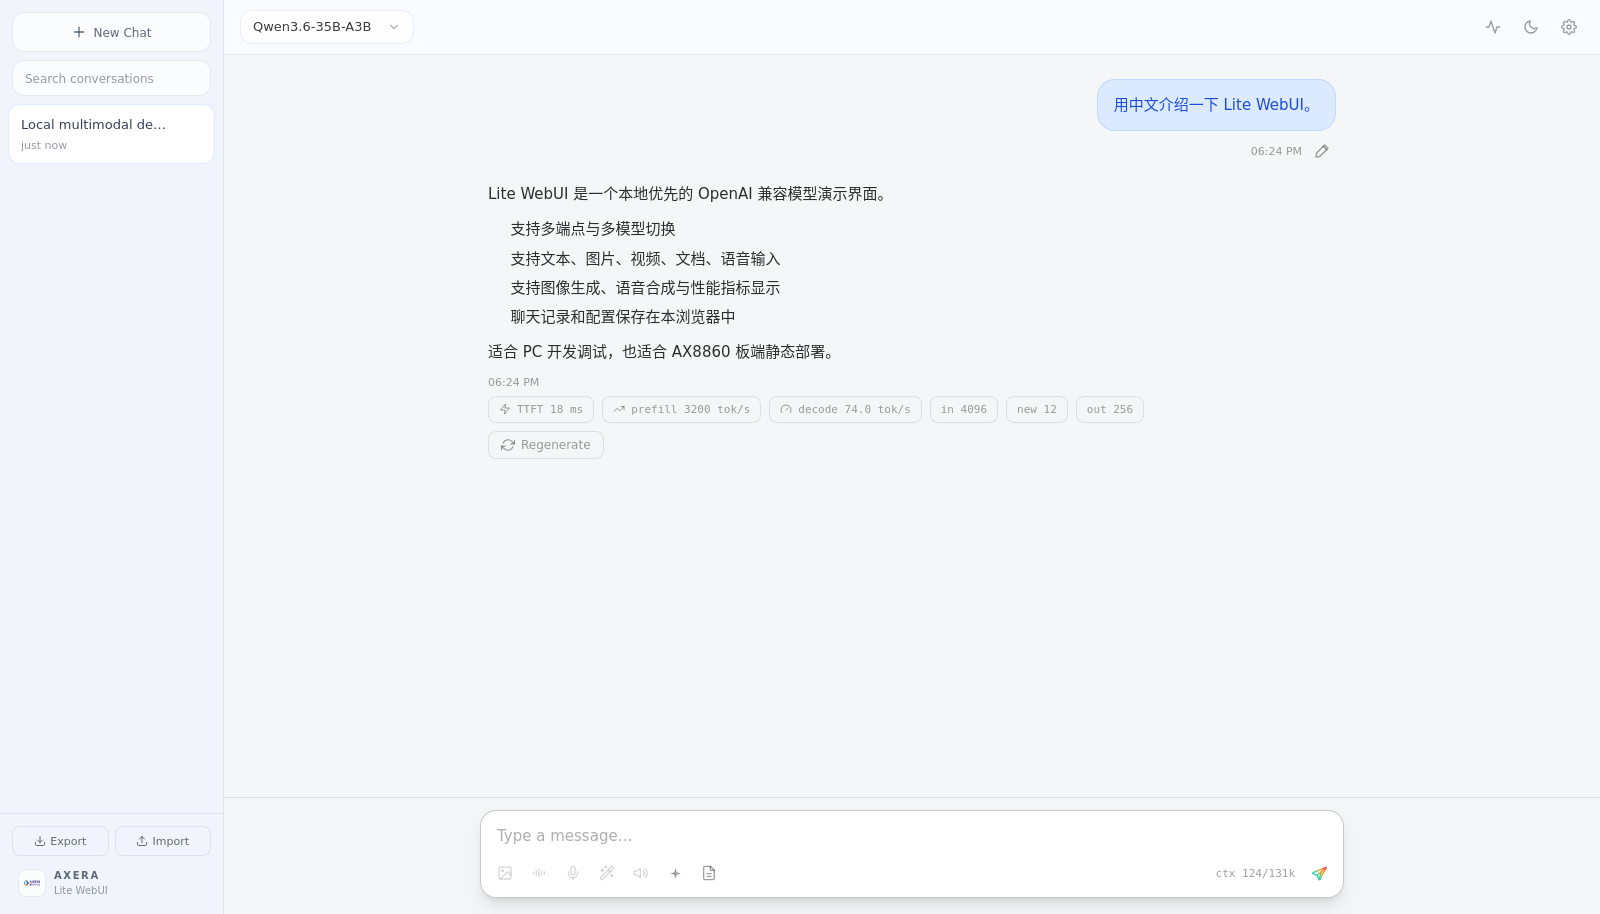 New Chat
Qwen3.6-35B-A3B
Search conversations
Local multimodal de...
just now
用中文介绍一下 Lite WebUI。
06:24 PM
Lite WebUI 是一个本地优先的 OpenAI 兼容模型演示界面。
支持多端点与多模型切换
支持文本、图片、视频、文档、语音输入
支持图像生成、语音合成与性能指标显示
聊天记录和配置保存在本浏览器中
适合 PC 开发调试，也适合 AX8860 板端静态部署。
06:24 PM
TTFT 18 ms prefill 3200 tok/s decode 74.0 tok/s in 4096 new 12 out 256
Regenerate
Type a message...
ctx 124/131k
Export Import
AXERA
Lite WebUI